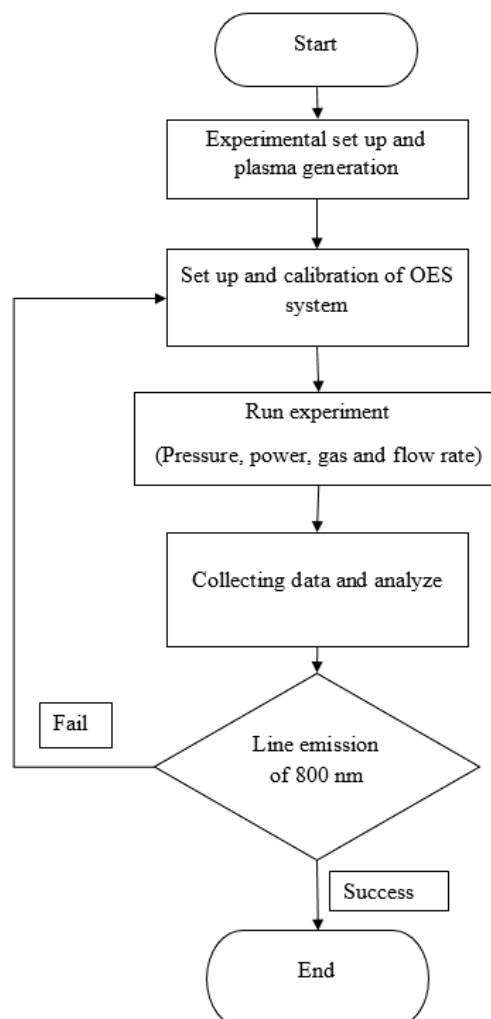 Start
Experimental set up and
plasma generation
Set up and calibration of OES
system
Run experiment
(Pressure, power, gas and flow rate)
Collecting data and analyze
Line emission
of 800 nm
Fail
Success
End